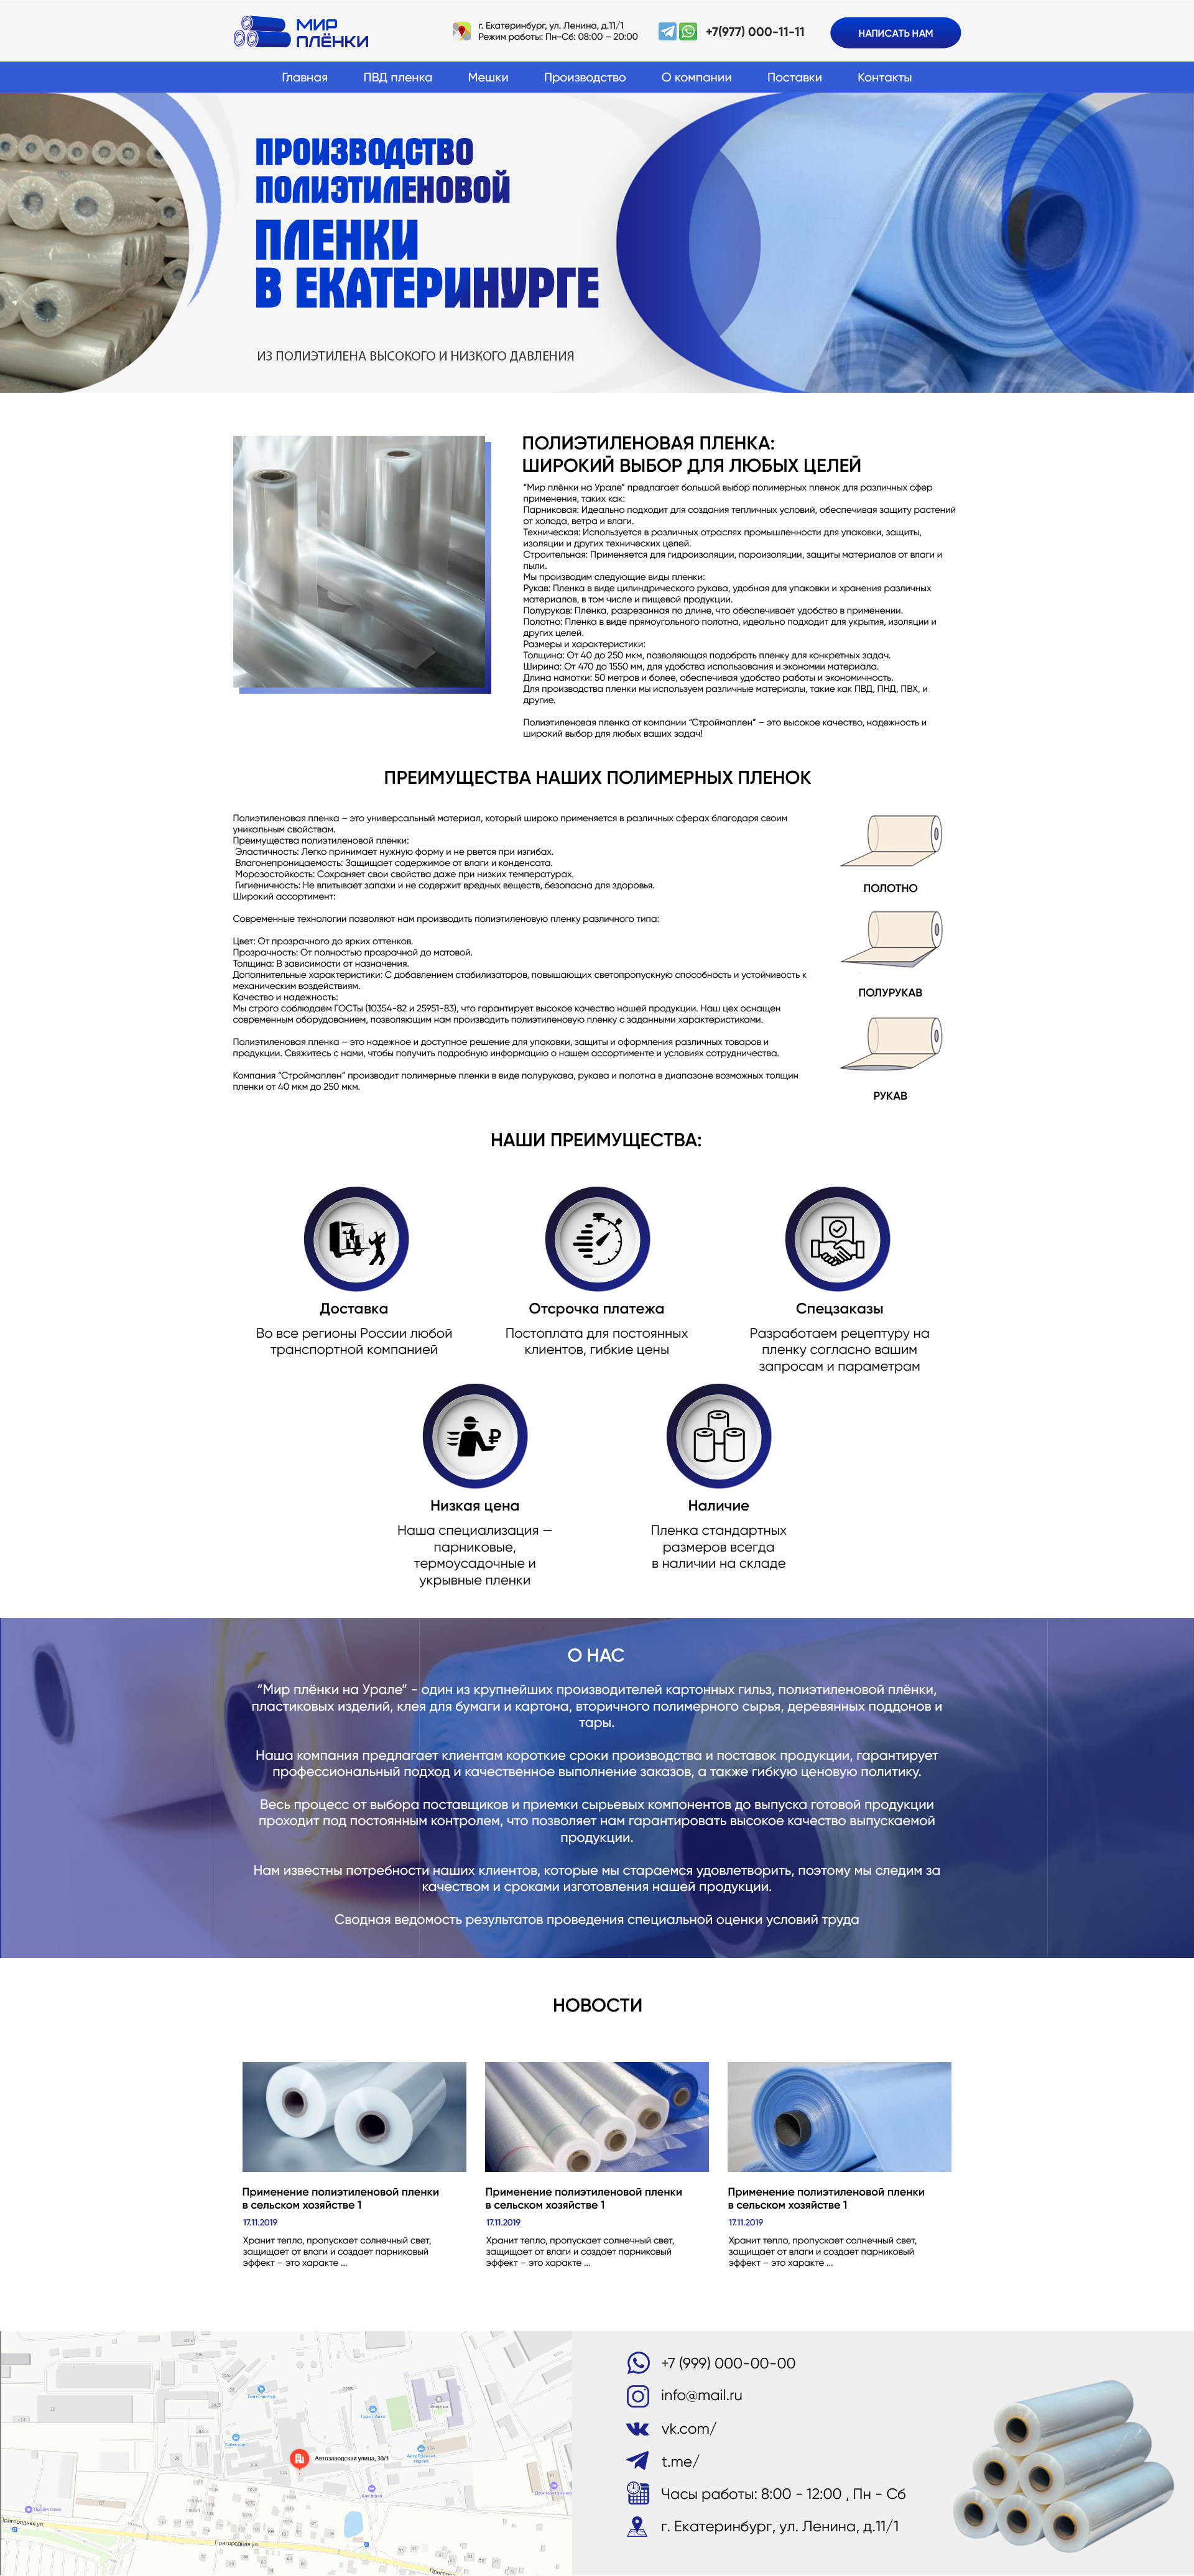 МИР
ПЛЁНКИ
г. Екатеринбург, ул. Ленина, д.11/1
Режим работы: Пн-Сб: 08:00 – 20:00
+7(977) 000-11-11
НАПИСАТЬ НАМ
Главная ПВД пленка Мешки Производство О компании Поставки Контакты
ПРОИЗВОДСТВО
ПОЛИЭТИЛЕНОВОЙ
ПЛЕНКИ
В ЕКАТЕРИНУРГЕ
ИЗ ПОЛИЭТИЛЕНА ВЫСОКОГО И НИЗКОГО ДАВЛЕНИЯ
ПОЛИЭТИЛЕНОВАЯ ПЛЕНКА:
ШИРОКИЙ ВЫБОР ДЛЯ ЛЮБЫХ ЦЕЛЕЙ
“Мир плёнки на Урале” предлагает большой выбор полимерных пленок для различных сфер
применения, таких как:
Парниковая: Идеально подходит для создания тепличных условий, обеспечивая защиту растений
от холода, ветра и влаги.
Техническая: Используется в различных отраслях промышленности для упаковки, защиты,
изоляции и других технических целей.
Строительная: Применяется для гидроизоляции, пароизоляции, защиты материалов от влаги и
пыли.
Мы производим следующие виды пленки:
Рукав: Пленка в виде цилиндрического рукава, удобная для упаковки и хранения различных
материалов, в том числе и пищевой продукции.
Полурукав: Пленка, разрезанная по длине, что обеспечивает удобство в применении.
Полотно: Пленка в виде прямоугольного полотна, идеально подходит для укрытия, изоляции и
других целей.
Размеры и характеристики:
Толщина: От 40 до 250 мкм, позволяющая подобрать пленку для конкретных задач.
Ширина: От 470 до 1550 мм, для удобства использования и экономии материала.
Длина намотки: 50 метров и более, обеспечивая удобство работы и экономичность.
Для производства пленки мы используем различные материалы, такие как ПВД, ПНД, ПВХ, и
другие.
Полиэтиленовая пленка от компании “Строймаплен” – это высокое качество, надежность и
широкий выбор для любых ваших задач!
ПРЕИМУЩЕСТВА НАШИХ ПОЛИМЕРНЫХ ПЛЕНОК
Полиэтиленовая пленка – это универсальный материал, который широко применяется в различных сферах благодаря своим
уникальным свойствам.
Преимущества полиэтиленовой пленки:
Эластичность: Легко принимает нужную форму и не рвется при изгибах.
Влагонепроницаемость: Защищает содержимое от влаги и конденсата.
Морозостойкость: Сохраняет свои свойства даже при низких температурах.
Гигиеничность: Не впитывает запахи и не содержит вредных веществ, безопасна для здоровья.
Широкий ассортимент:
Современные технологии позволяют нам производить полиэтиленовую пленку различного типа:
Цвет: От прозрачного до ярких оттенков.
Прозрачность: От полностью прозрачной до матовой.
Толщина: В зависимости от назначения.
Дополнительные характеристики: С добавлением стабилизаторов, повышающих светопропускную способность и устойчивость к
механическим воздействиям.
Качество и надежность:
Мы строго соблюдаем ГОСТы (10354-82 и 25951-83), что гарантирует высокое качество нашей продукции. Наш цех оснащен
современным оборудованием, позволяющим нам производить полиэтиленовую пленку с заданными характеристиками.
Полиэтиленовая пленка – это надежное и доступное решение для упаковки, защиты и оформления различных товаров и
продукции. Свяжитесь с нами, чтобы получить подробную информацию о нашем ассортименте и условиях сотрудничества.
Компания “Строймаплен” производит полимерные пленки в виде полурукава, рукава и полотна в диапазоне возможных толщин
пленки от 40 мкм до 250 мкм.
ПОЛОТНО
ПОЛУРУКАВ
РУКАВ
НАШИ ПРЕИМУЩЕСТВА:
Доставка
Во все регионы России любой
транспортной компанией
Отсрочка платежа
Постоплата для постоянных
клиентов, гибкие цены
Спецзаказы
Разработаем рецептуру на
пленку согласно вашим
запросам и параметрам
Низкая цена
Наша специализация —
парниковые,
термоусадочные и
укрывные пленки
Наличие
Пленка стандартных
размеров всегда
в наличии на складе
О НАС
“Мир плёнки на Урале” - один из крупнейших производителей картонных гильз, полиэтиленовой плёнки,
пластиковых изделий, клея для бумаги и картона, вторичного полимерного сырья, деревянных поддонов и
тары.
Наша компания предлагает клиентам короткие сроки производства и поставок продукции, гарантирует
профессиональный подход и качественное выполнение заказов, а также гибкую ценовую политику.
Весь процесс от выбора поставщиков и приемки сырьевых компонентов до выпуска готовой продукции
проходит под постоянным контролем, что позволяет нам гарантировать высокое качество выпускаемой
продукции.
Нам известны потребности наших клиентов, которые мы стараемся удовлетворить, поэтому мы следим за
качеством и сроками изготовления нашей продукции.
Сводная ведомость результатов проведения специальной оценки условий труда
НОВОСТИ
Применение полиэтиленовой пленки
в сельском хозяйстве 1
17.11.2019
Хранит тепло, пропускает солнечный свет,
защищает от влаги и создает парниковый
эффект – это характе ...
Применение полиэтиленовой пленки
в сельском хозяйстве 1
17.11.2019
Хранит тепло, пропускает солнечный свет,
защищает от влаги и создает парниковый
эффект – это характе ...
Применение полиэтиленовой пленки
в сельском хозяйстве 1
17.11.2019
Хранит тепло, пропускает солнечный свет,
защищает от влаги и создает парниковый
эффект – это характе ...
Автозаводская улица, 30/1
Пригородная ул.
Пригородная ул.
+7 (999) 000-00-00
info@mail.ru
vk.com/
t.me/
Часы работы: 8:00 - 12:00 , Пн - Сб
г. Екатеринбург, ул. Ленина, д.11/1